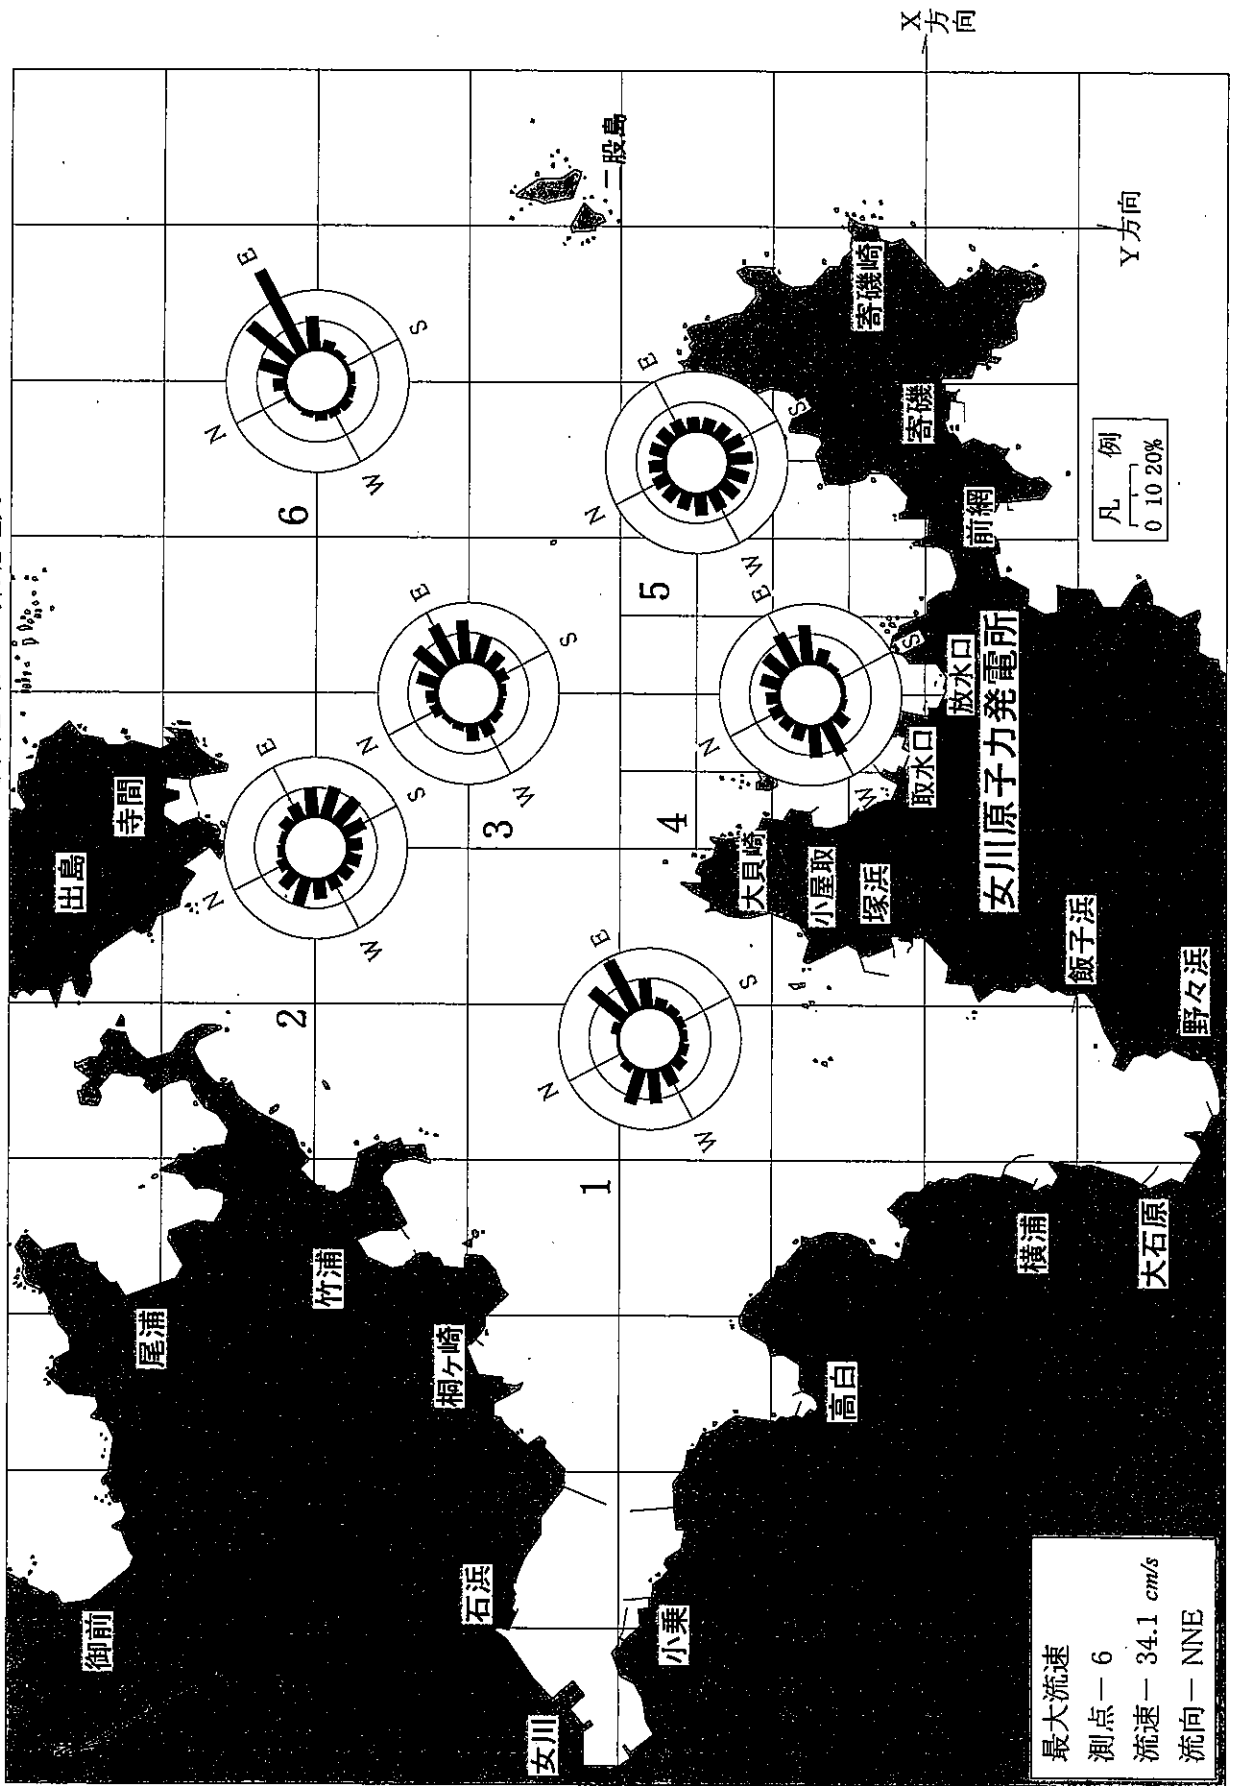 出島
寺間
尾浦
御前
竹浦
桐ヶ崎
石浜
女川
小乗
高白
横浦
大石原
野々浜
飯子浜
塚浜
小屋取
大貝崎
取水口
放水口
女川原子力発電所
前網
寄磯
寄磯崎
二股島
X方向
Y方向
1
N
E
S
W
2
N
E
S
W
3
N
E
S
W
4
N
E
S
W
5
N
E
S
W
6
N
E
S
W
凡 例
0 10 20%
最大流速
測点－6
流速－34.1 cm/s
流向－NNE